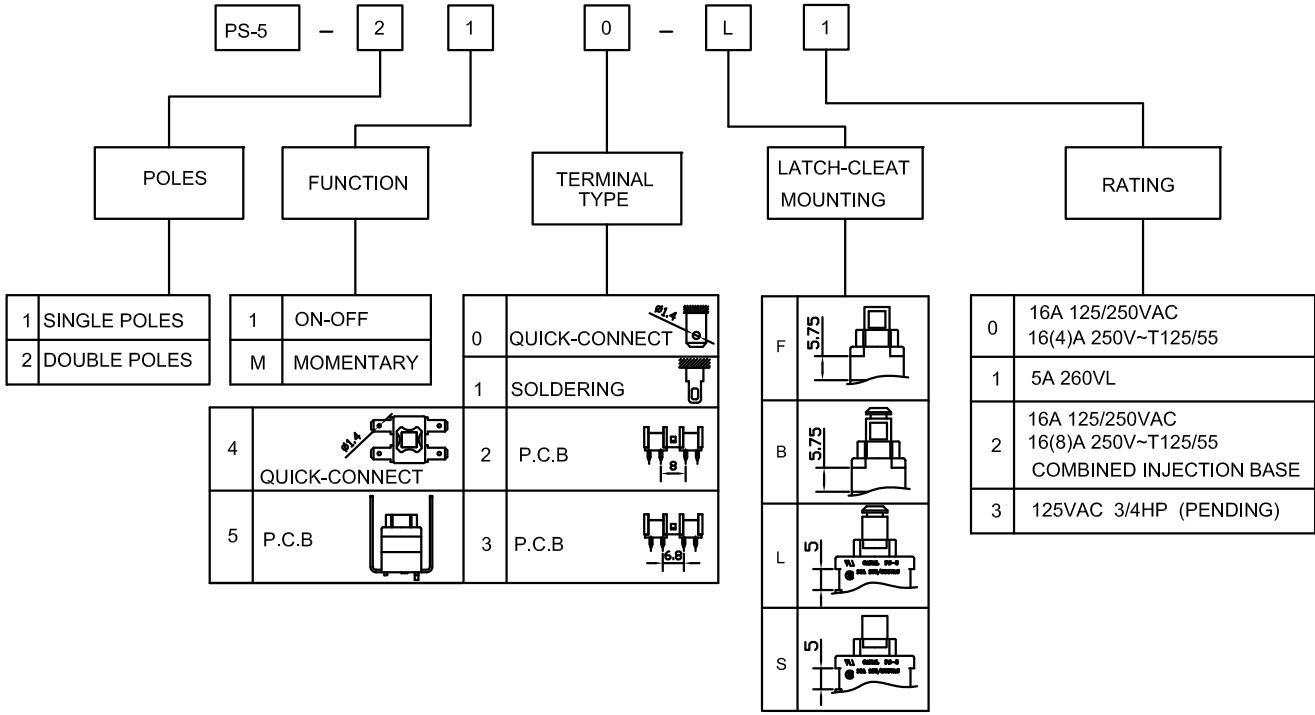 PS-5 – 2 1 0 – L 1
POLES
FUNCTION
TERMINAL
TYPE
LATCH-CLEAT
MOUNTING
RATING
1 SINGLE POLES
2 DOUBLE POLES
1 ON-OFF
M MOMENTARY
0 QUICK-CONNECT ø1.4
1 SOLDERING
4 QUICK-CONNECT ø1.4
2 P.C.B 8
5 P.C.B
3 P.C.B 6.8
F 5.75
B 5.75
L 5
S 5
0 16A 125/250VAC
16(4)A 250V~T125/55
1 5A 260VL
2 16A 125/250VAC
16(8)A 250V~T125/55
COMBINED INJECTION BASE
3 125VAC 3/4HP (PENDING)